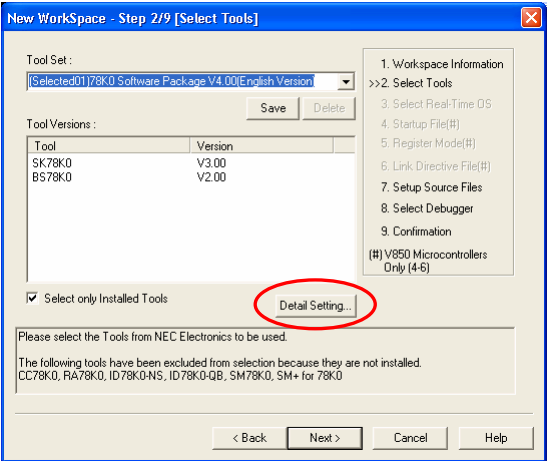 New WorkSpace - Step 2/9 [Select Tools]
Tool Set :
(Selected01)78K0 Software Package V4.00(English Version)
Save
Delete
Tool Versions :
Tool
Version
SK78K0
V3.00
BS78K0
V2.00
Select only Installed Tools
Detail Setting...
1. Workspace Information
>>2. Select Tools
3. Select Real-Time OS
4. Startup File(#)
5. Register Mode(#)
6. Link Directive File(#)
7. Setup Source Files
8. Select Debugger
9. Confirmation
(#) V850 Microcontrollers
Only (4-6)
Please select the Tools from NEC Electronics to be used.
The following tools have been excluded from selection because they are not installed.
CC78K0, RA78K0, ID78K0-NS, ID78K0-QB, SM78K0, SM+ for 78K0
< Back
Next >
Cancel
Help